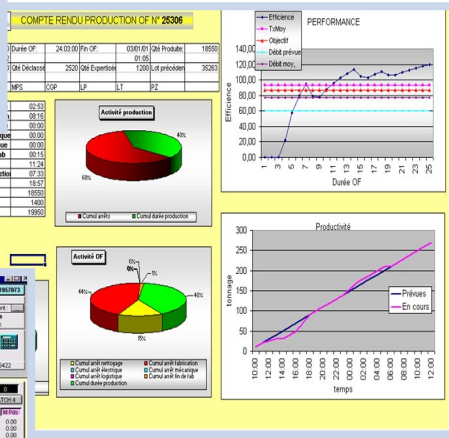 COMPTE RENDU PRODUCTION OF N° 25306
Durée OF: 24:03:00 Fin OF: 03/01/01 01:05 Qté Produite: 18550
Qté Déclassé 2520 Qté Expertisée 1200 Lot précédent 35263
MPS CGP LP LT PZ
02:53
08:16
00:00
00:00
00:00
00:15
11:24
07:33
18:57
18550
1400
19950
Activité production
40%
60%
Cumul arrêts Cumul durée production
Activité OF
0%
0%
44%
40%
15%
Cumul arrêt nettoyage Cumul arrêt fabrication
Cumul arrêt électrique Cumul arrêt mécanique
Cumul arrêt logistique Cumul arrêt fin de fab
Cumul durée production
PERFORMANCE
Efficience
TxMoy
Objectif
Débit prévue
Débit moy,
140,00
120,00
100,00
80,00
60,00
40,00
20,00
0,00
Efficience
1 3 5 7 9 11 13 15 17 19 21 23 25
Durée OF
Productivité
300
250
200
150
100
50
0
tonnage
Prévues
En cours
10:00 12:00 14:00 16:00 18:00 20:00 22:00 00:00 02:00 04:00 06:00 08:00 10:00 12:00
temps
0.00
0.00
0.00